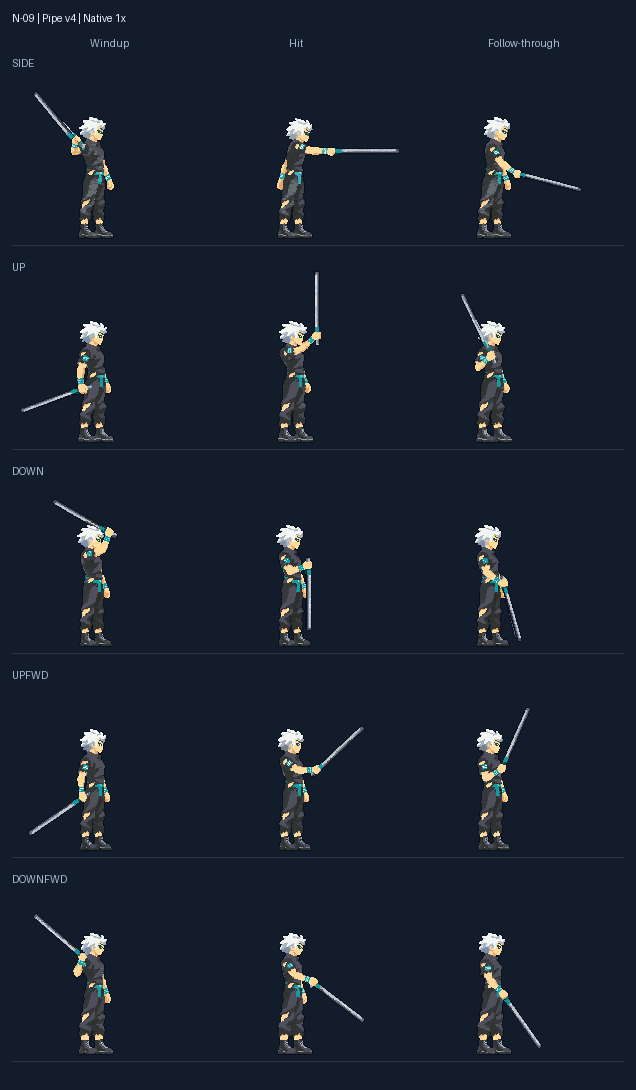 N-09 | Pipe v4 | Native 1x
Windup Hit Follow-through
SIDE
UP
DOWN
UPFWD
DOWNFWD